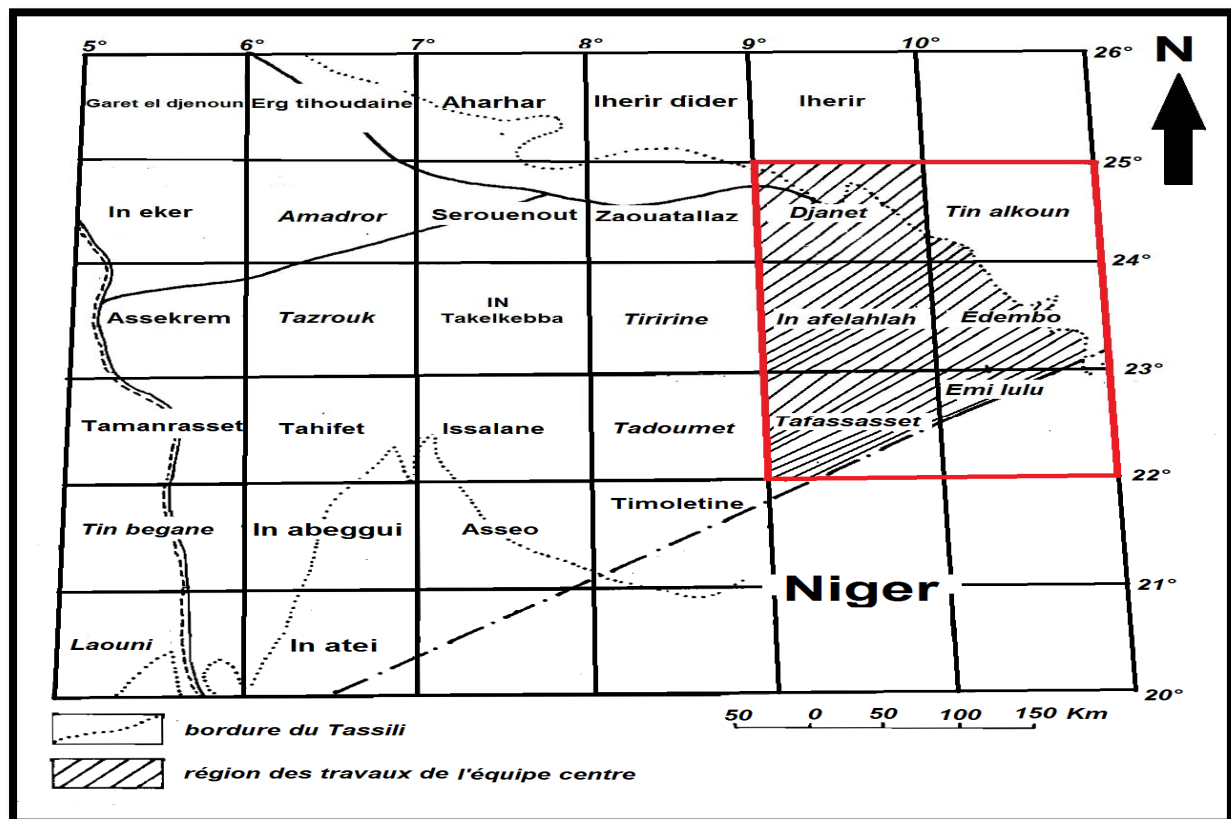 5° 6° 7° 8° 9° 10°
26° N
Garet el djenoun Erg tihoudaine Aharhar Iherir dider Iherir
25°
In eker Amadror Serouenout Zaouatallaz Djanet Tin alkoun
24°
Assekrem Tazrouk IN Takelkebba Tiririne In afelahlah Edembo
23°
Emi lulu
Tamanrasset Tahifet Issalane Tadoumet Tafassasset
22°
Timoletine
Tin begane In abeggui Asseo
21°
Niger
Laouni In atei
20°
50 0 50 100 150 Km
bordure du Tassili
région des travaux de l'équipe centre